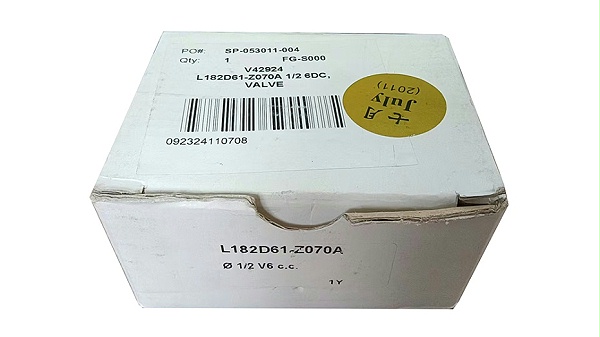 PO#: SP-053011-004
Qty: 1 FG-S000
V42924
L182D61-Z070A 1/2 6DC,
VALVE
092324110708
七月
July
(2011)
L182D61-Z070A
Ø 1/2 V6 c.c.
1Y